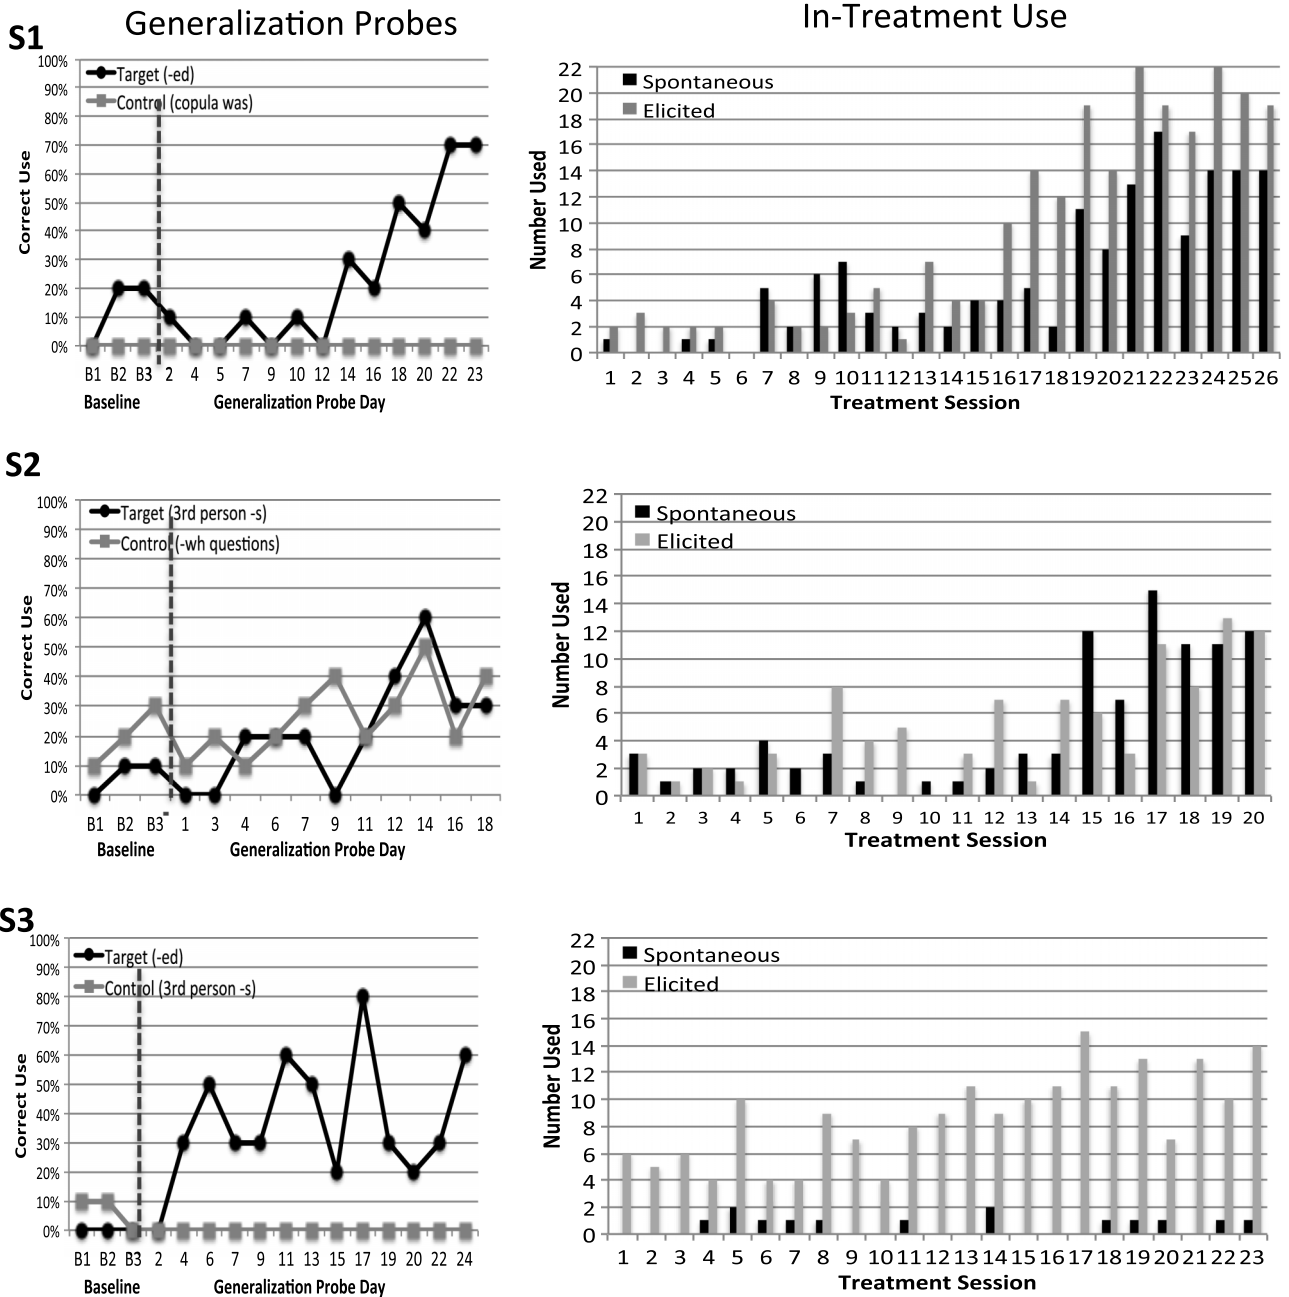 Generalization Probes
In-Treatment Use
S1
100%
90%
80%
70%
60%
50%
40%
30%
20%
10%
0%
Correct Use
Target (-ed)
Control (copula was)
B1 B2 B3 2 4 5 7 9 10 12 14 16 18 20 22 23
Baseline Generalization Probe Day
22
20
18
16
14
12
10
8
6
4
2
0
Number Used
Spontaneous
Elicited
1 2 3 4 5 6 7 8 9 10 11 12 13 14 15 16 17 18 19 20 21 22 23 24 25 26
Treatment Session
S2
100%
90%
80%
70%
60%
50%
40%
30%
20%
10%
0%
Correct Use
Target (3rd person -s)
Control (-wh questions)
B1 B2 B3 1 3 4 6 7 9 11 12 14 16 18
Baseline Generalization Probe Day
22
20
18
16
14
12
10
8
6
4
2
0
Number Used
Spontaneous
Elicited
1 2 3 4 5 6 7 8 9 10 11 12 13 14 15 16 17 18 19 20
Treatment Session
S3
100%
90%
80%
70%
60%
50%
40%
30%
20%
10%
0%
Correct Use
Target (-ed)
Control (3rd person -s)
B1 B2 B3 2 4 6 7 9 11 13 15 17 19 20 22 24
Baseline Generalization Probe Day
22
20
18
16
14
12
10
8
6
4
2
0
Number Used
Spontaneous
Elicited
1 2 3 4 5 6 7 8 9 10 11 12 13 14 15 16 17 18 19 20 21 22 23
Treatment Session